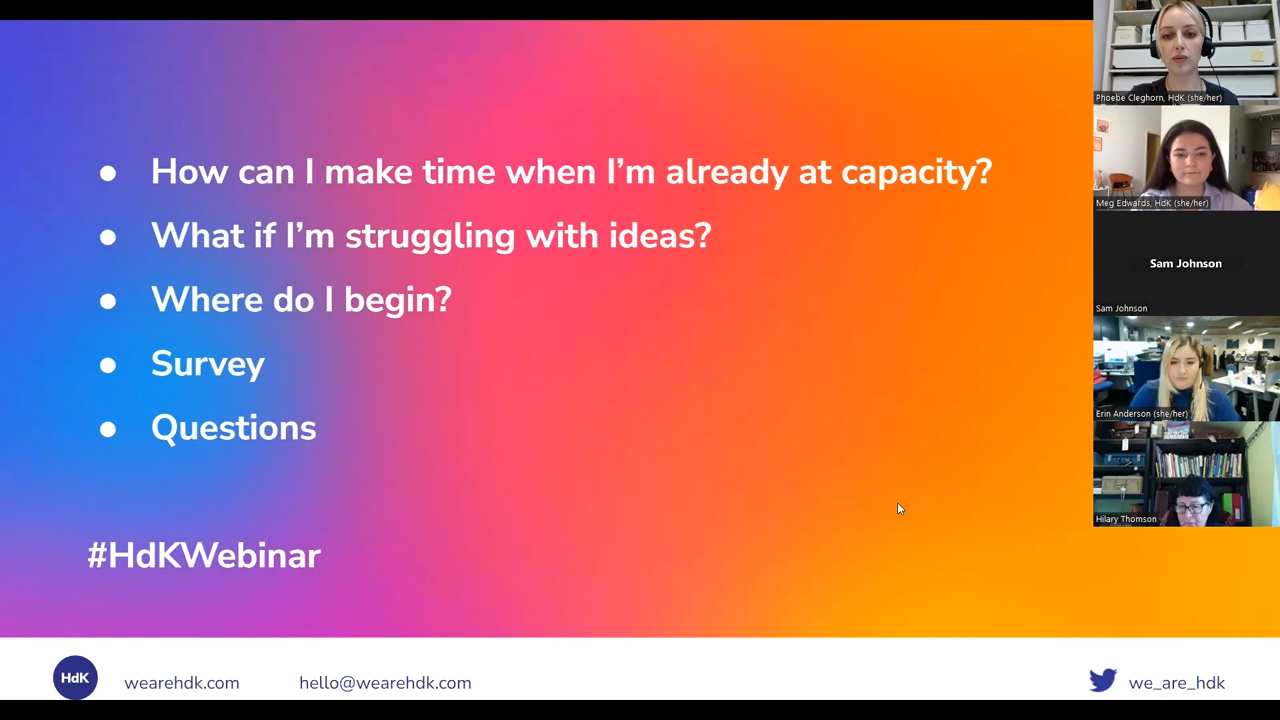 ● How can I make time when I'm already at capacity?
● What if I'm struggling with ideas?
● Where do I begin?
● Survey
● Questions
#HdKWebinar
HdK
wearehdk.com
hello@wearehdk.com
we_are_hdk
Phoebe Cleghorn, HdK (she/her)
Meg Edwards, HdK (she/her)
Sam Johnson
Sam Johnson
Erin Anderson (she/her)
Hilary Thomson